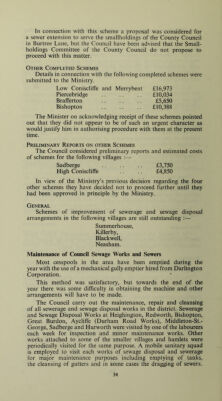 In connection with this scheme a proposal was considered for
a sewer extension to serve the smallholdings of the County Council
in Burtree Lane, but the Council have been advised that the Small-
holdings Committee of the County Council do not propose to
proceed with this matter.
OTHER COMPLETED SCHEMES
Details in connection with the following completed schemes were
submitted to the Ministry.
Low Coniscliffe and Merrybent £16,973
Piercebridge .. .. .. £10,034
Brafferton .. .. .. £5,650
Bishopton .. .. .. £10,388
The Minister on acknowledging receipt of these schemes pointed
out that they did not appear to be of such an urgent character as
would justify him in authorising procedure with them at the present
time.
PRELIMINARY REPORTS ON OTHER SCHEMES
The Council considered preliminary reports and estimated costs
of schemes for the following villages :—
Sadberge .. .. .. £3,750
High Coniscliffe .. .. £4,850
In view of the Ministry's previous decision regarding the four
other schemes they have decided not to proceed further until they
had been approved in principle by the Ministry.
GENERAL
Schemes of improvement of sewerage and sewage disposal
arrangements in the following villages are still outstanding :—
Summerhouse,
Killerby,
Blackwell,
Neasham.
Maintenance of Council Sewage Works and Sewers
Most cesspools in the area have been emptied during the
year with the use of a mechanical gully emptier hired from Darlington
Corporation.
This method was satisfactory, but towards the end of the
year there was some difficulty in obtaining the machine and other
arrangements will have to be made.
The Council carry out the maintenance, repair and cleansing
of all sewerage and sewage disposal works in the district. Sewerage
and Sewage Disposal Works at Heighington, Redworth, Bishopton,
Great Burdon, Aycliffe (Durham Road Works), Middleton-St.-
George, Sadberge and Hurworth were visited by one of the labourers
each week for inspection and minor maintenance works. Other
works attached to some of the smaller villages and hamlets were
periodically visited for the same purpose. A mobile sanitary squad
is employed to visit each works of sewage disposal and sewerage
for major maintenance purposes including emptying of tanks,
the cleansing of gutters and in some cases the dragging of sewers.
34